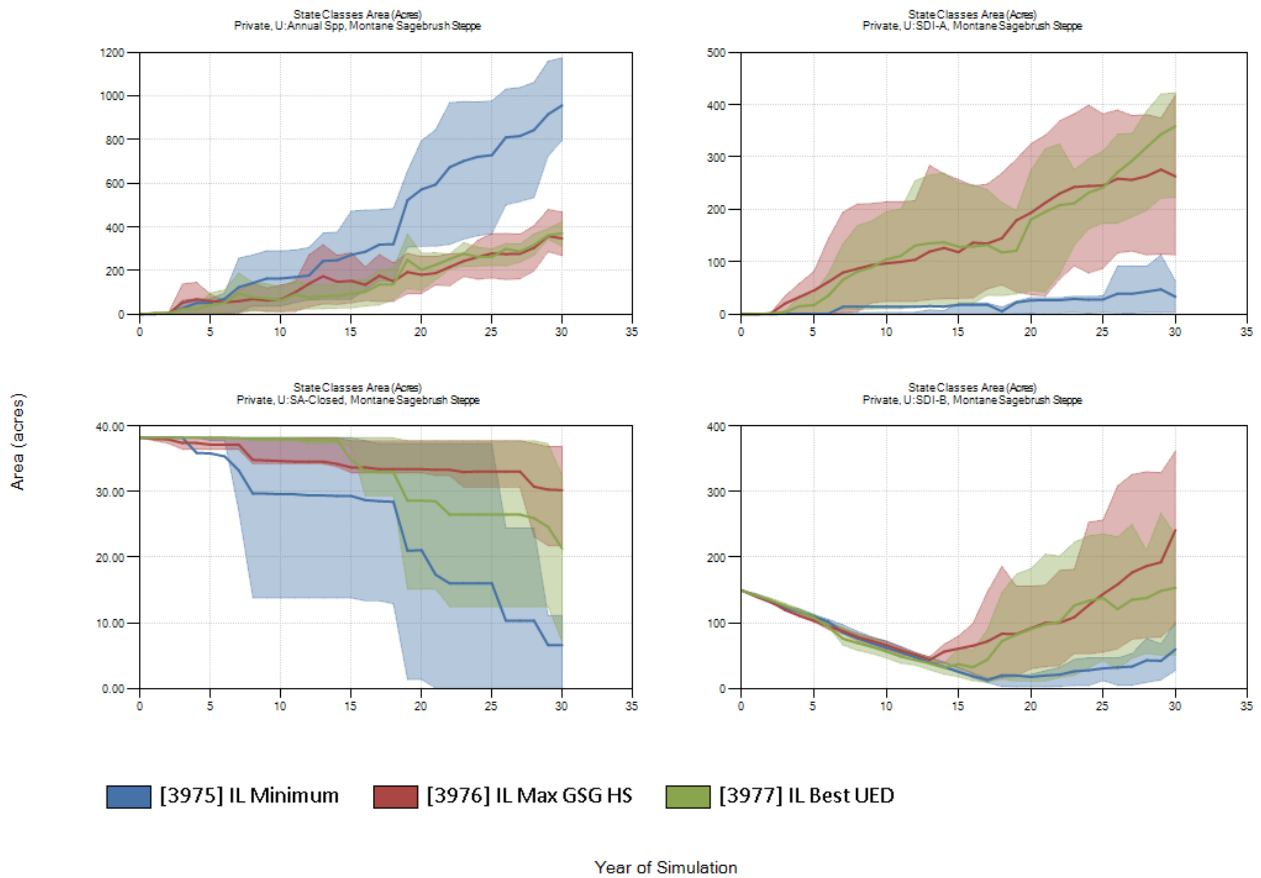 State Classes Area (Acres)
Private, U:Annual Spp, Montane Sagebrush Steppe
1200
1000
800
600
400
200
0
0 5 10 15 20 25 30 35
State Classes Area (Acres)
Private, U:SDI-A, Montane Sagebrush Steppe
500
400
300
200
100
0
0 5 10 15 20 25 30 35
Area (acres)
State Classes Area (Acres)
Private, U:SA-Closed, Montane Sagebrush Steppe
40.00
30.00
20.00
10.00
0.00
0 5 10 15 20 25 30 35
State Classes Area (Acres)
Private, U:SDI-B, Montane Sagebrush Steppe
400
300
200
100
0
0 5 10 15 20 25 30 35
[3975] IL Minimum [3976] IL Max GSG HS [3977] IL Best UED
Year of Simulation